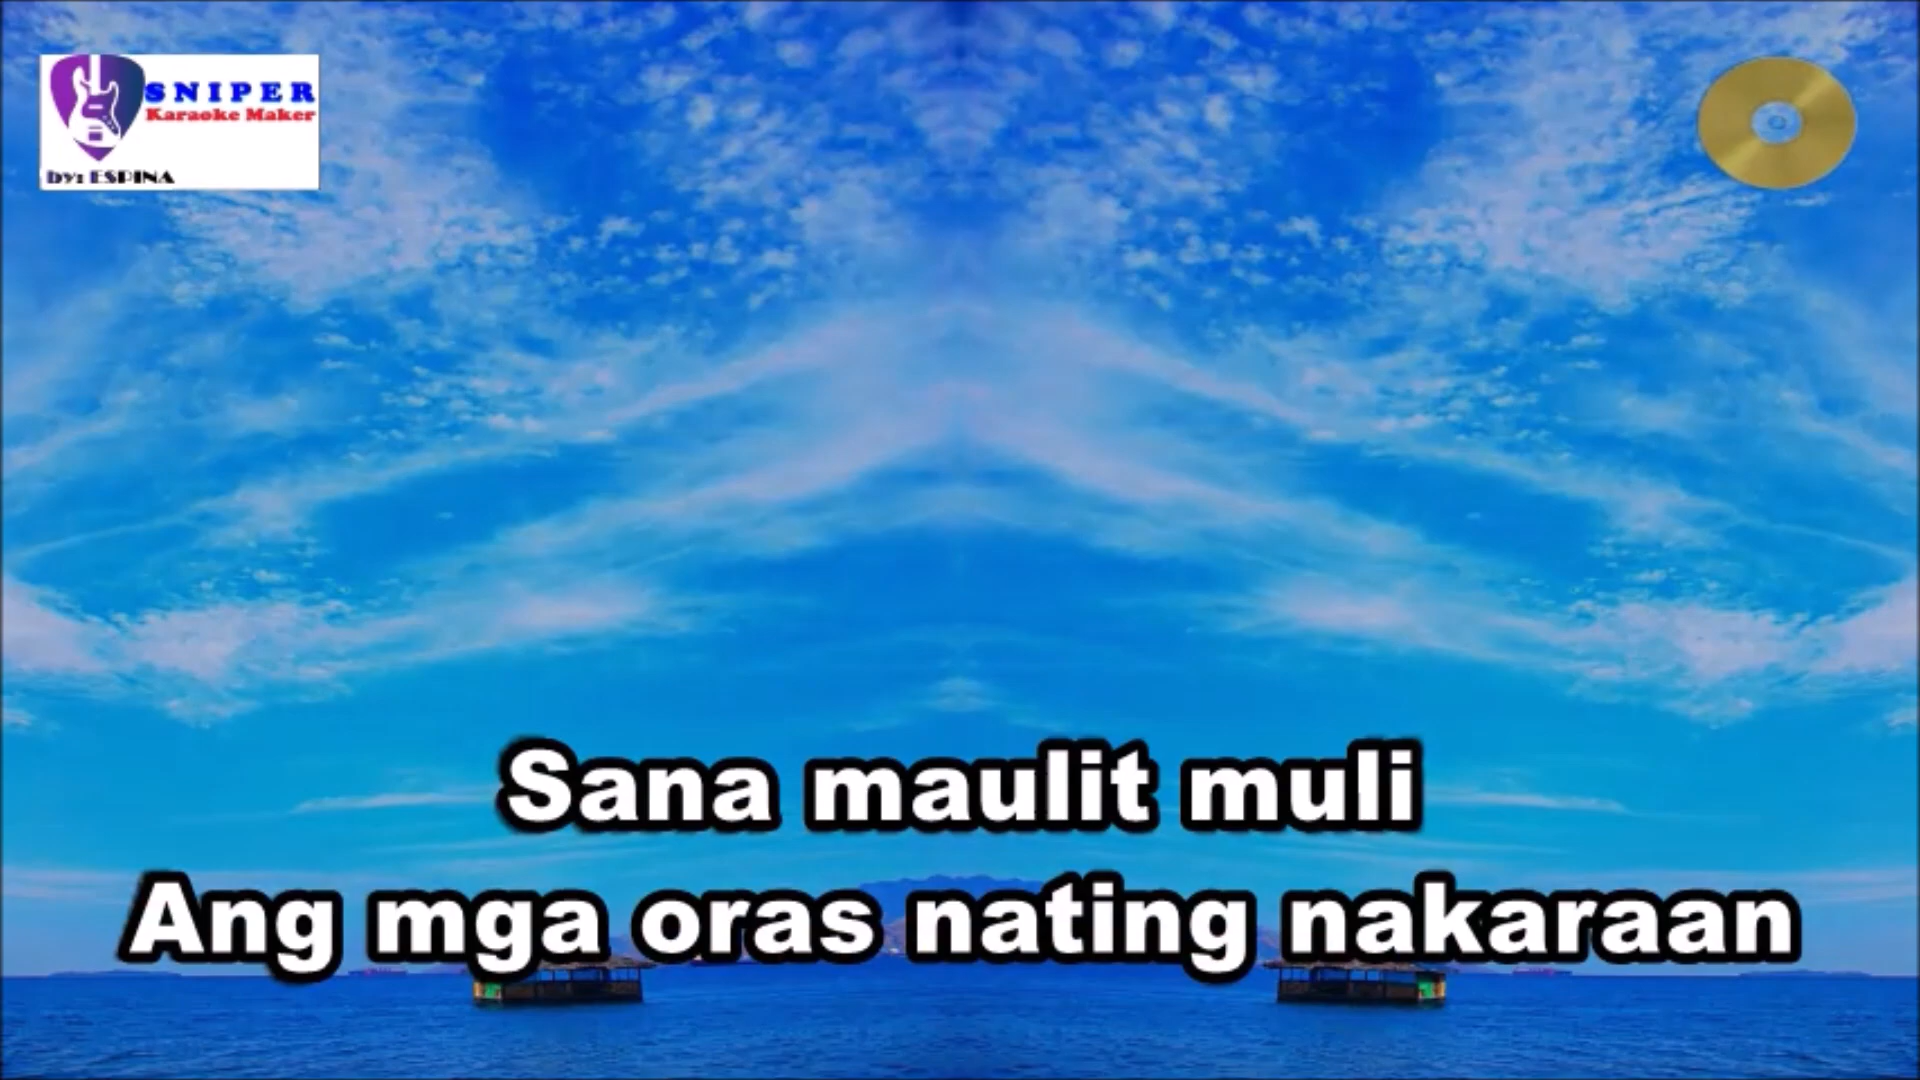 SNIPER
Karaoke Maker
by: ESPINA
Sana maulit muli
Ang mga oras nating nakaraan